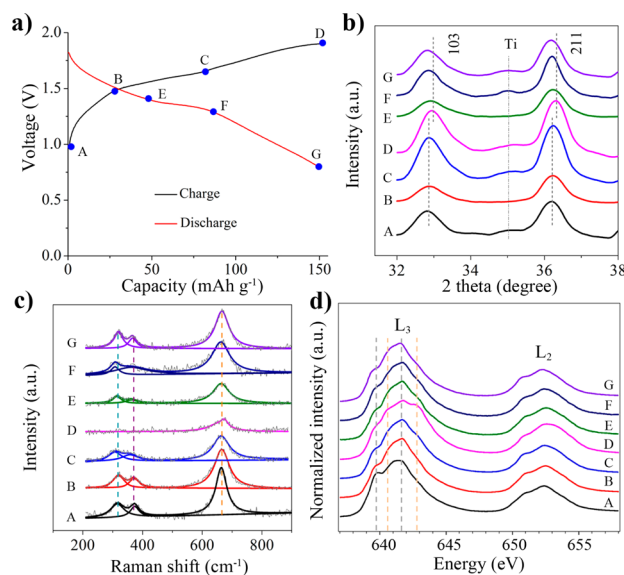 a)
2.0
1.5
1.0
0.5
0.0
Voltage (V)
A
B
C
D
E
F
G
Charge
Discharge
0
50
100
150
Capacity (mAh g-1)
b)
Intensity (a.u.)
103
Ti
211
G
F
E
D
C
B
A
32
34
36
38
2 theta (degree)
c)
Intensity (a.u.)
G
F
E
D
C
B
A
200
400
600
800
Raman shift (cm-1)
d)
Normalized intensity (a.u.)
L3
L2
G
F
E
D
C
B
A
640
645
650
655
Energy (eV)